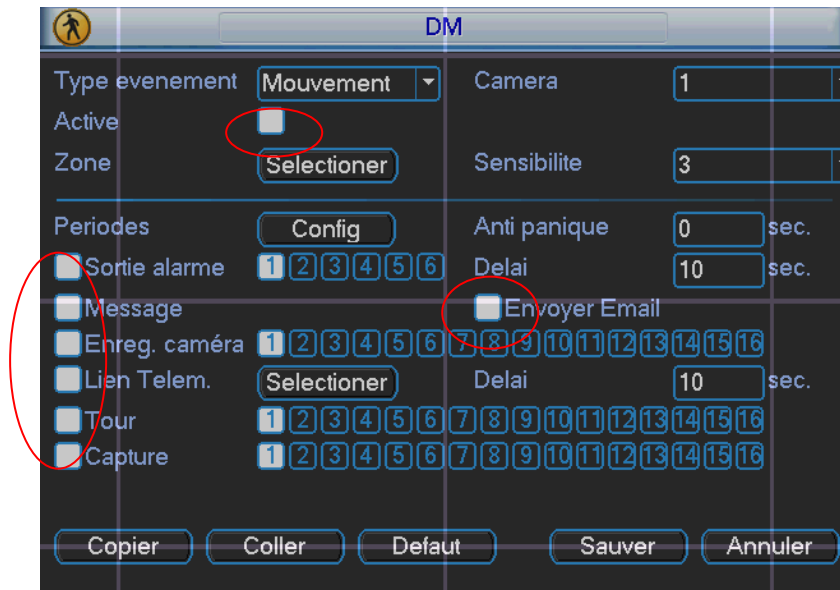 DM
Type evenement Mouvement Camera 1
Active
Zone Selectioner Sensibilite 3
Periodes Config Anti panique 0 sec.
Sortie alarme 1 2 3 4 5 6 Delai 10 sec.
Message Envoyer Email
Enreg. caméra 1 2 3 4 5 6 7 8 9 10 11 12 13 14 15 16
Lien Telem. Selectioner Delai 10 sec.
Tour 1 2 3 4 5 6 7 8 9 10 11 12 13 14 15 16
Capture 1 2 3 4 5 6 7 8 9 10 11 12 13 14 15 16
Copier Coller Defaut Sauver Annuler